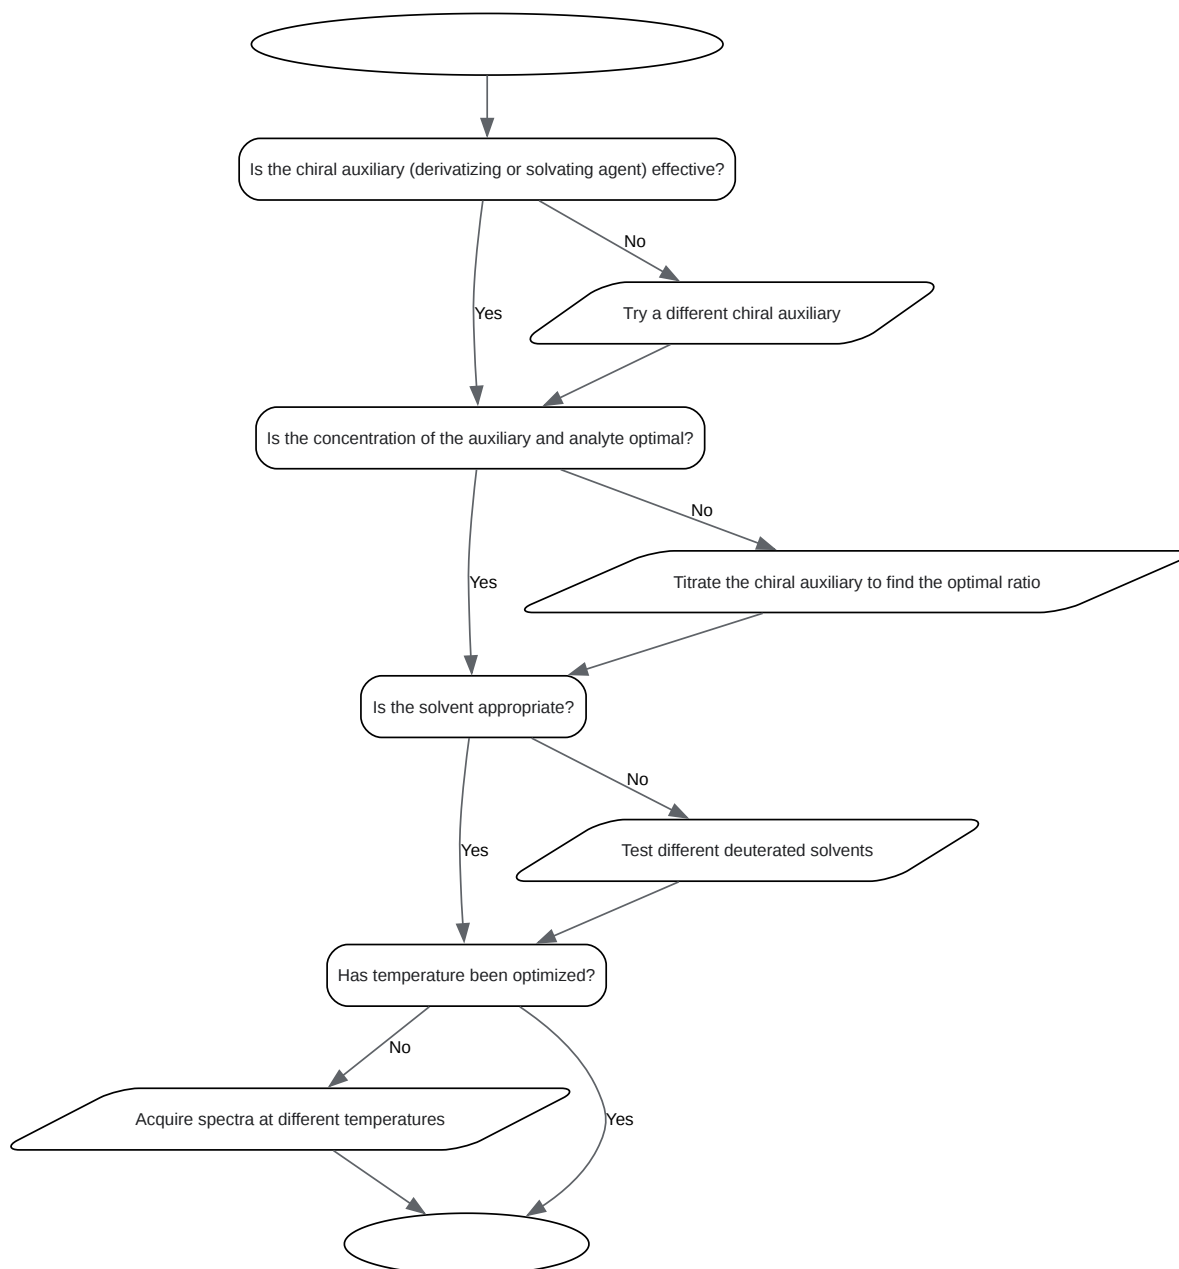 Is the chiral auxiliary (derivatizing or solvating agent) effective?
No
Yes
Try a different chiral auxiliary
Is the concentration of the auxiliary and analyte optimal?
No
Yes
Titrate the chiral auxiliary to find the optimal ratio
Is the solvent appropriate?
No
Yes
Test different deuterated solvents
Has temperature been optimized?
No
Acquire spectra at different temperatures
Yes